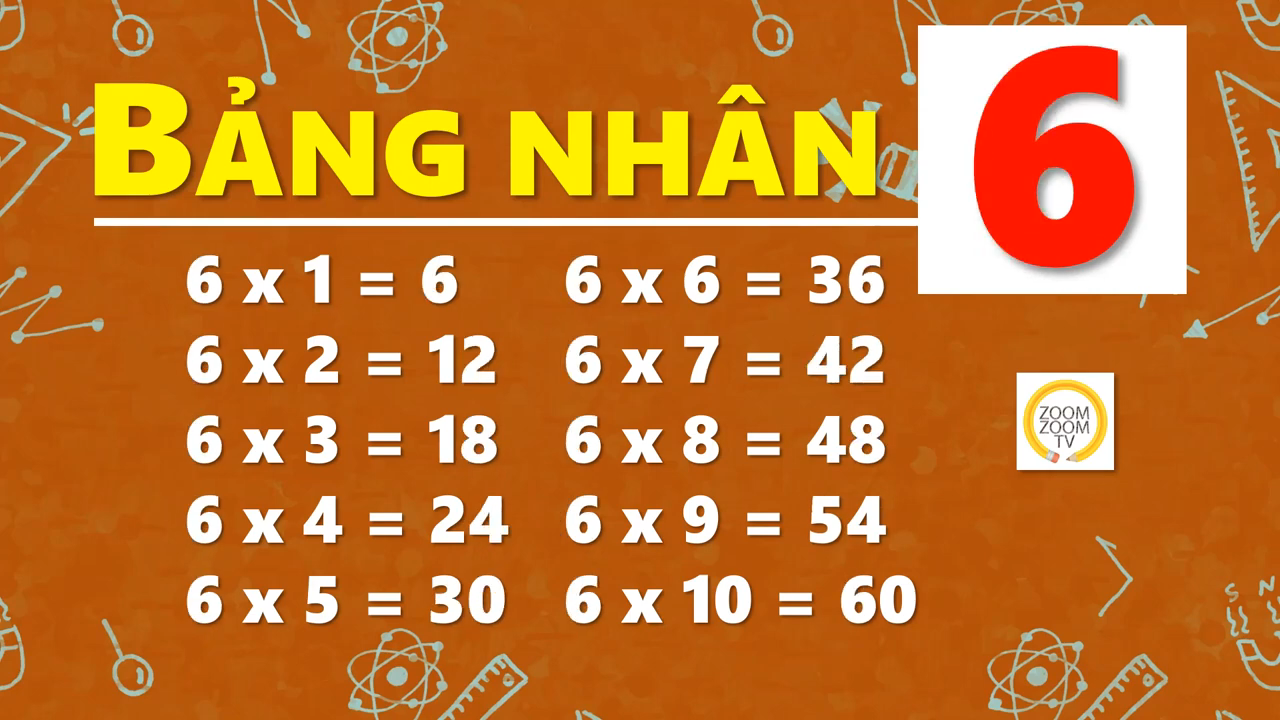 BẢNG NHÂN 6
6 x 1 = 6
6 x 2 = 12
6 x 3 = 18
6 x 4 = 24
6 x 5 = 30
6 x 6 = 36
6 x 7 = 42
6 x 8 = 48
6 x 9 = 54
6 x 10 = 60
ZOOM
ZOOM
TV
S N